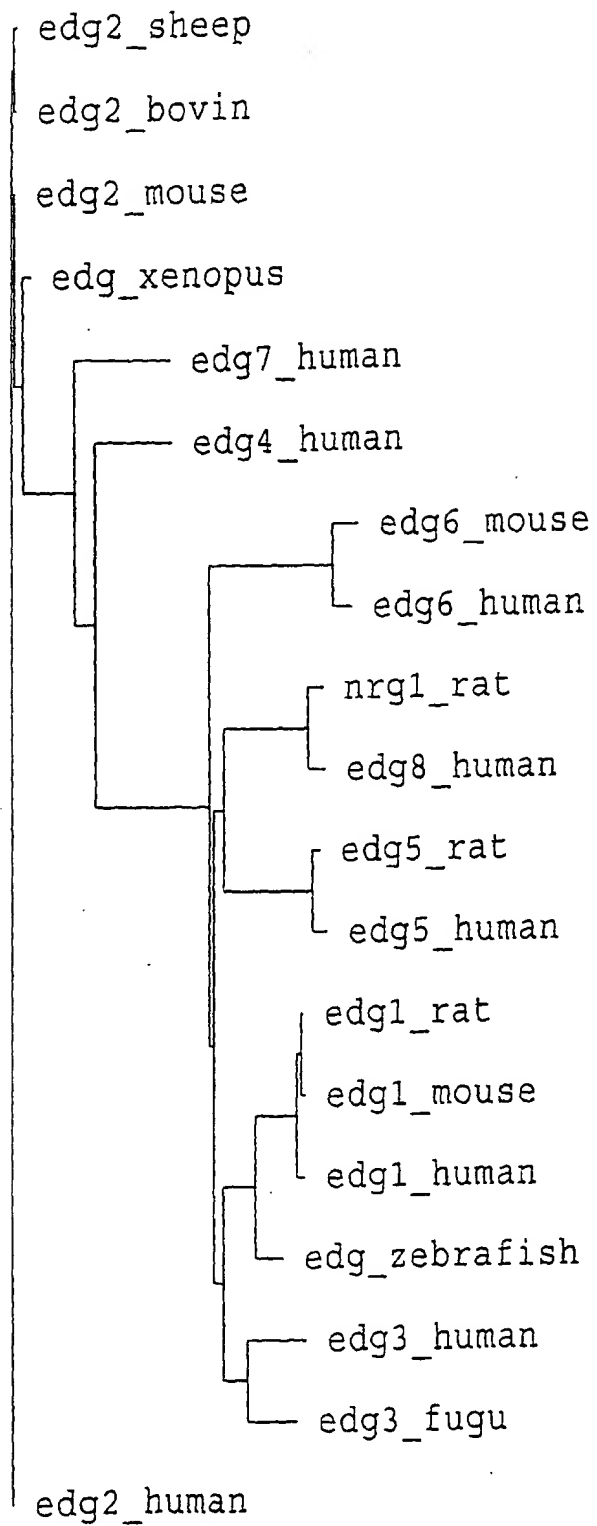 edg2_sheep
edg2_bovin
edg2_mouse
edg_xenopus
edg7_human
edg4_human
edg6_mouse
edg6_human
nrg1_rat
edg8_human
edg5_rat
edg5_human
edg1_rat
edg1_mouse
edg1_human
edg_zebrafish
edg3_human
edg3_fugu
edg2_human